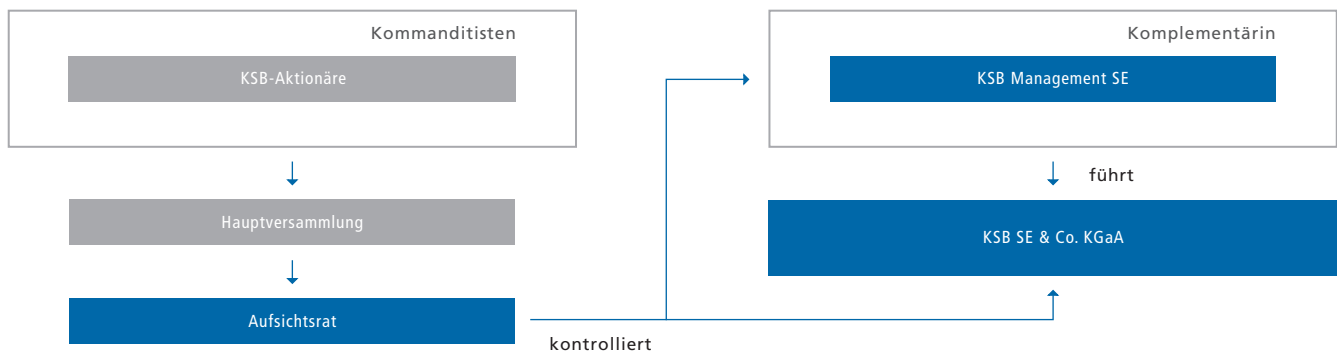 Kommanditisten
KSB-Aktionäre
Hauptversammlung
Aufsichtsrat
kontrolliert
Komplementärin
KSB Management SE
führt
KSB SE & Co. KGaA